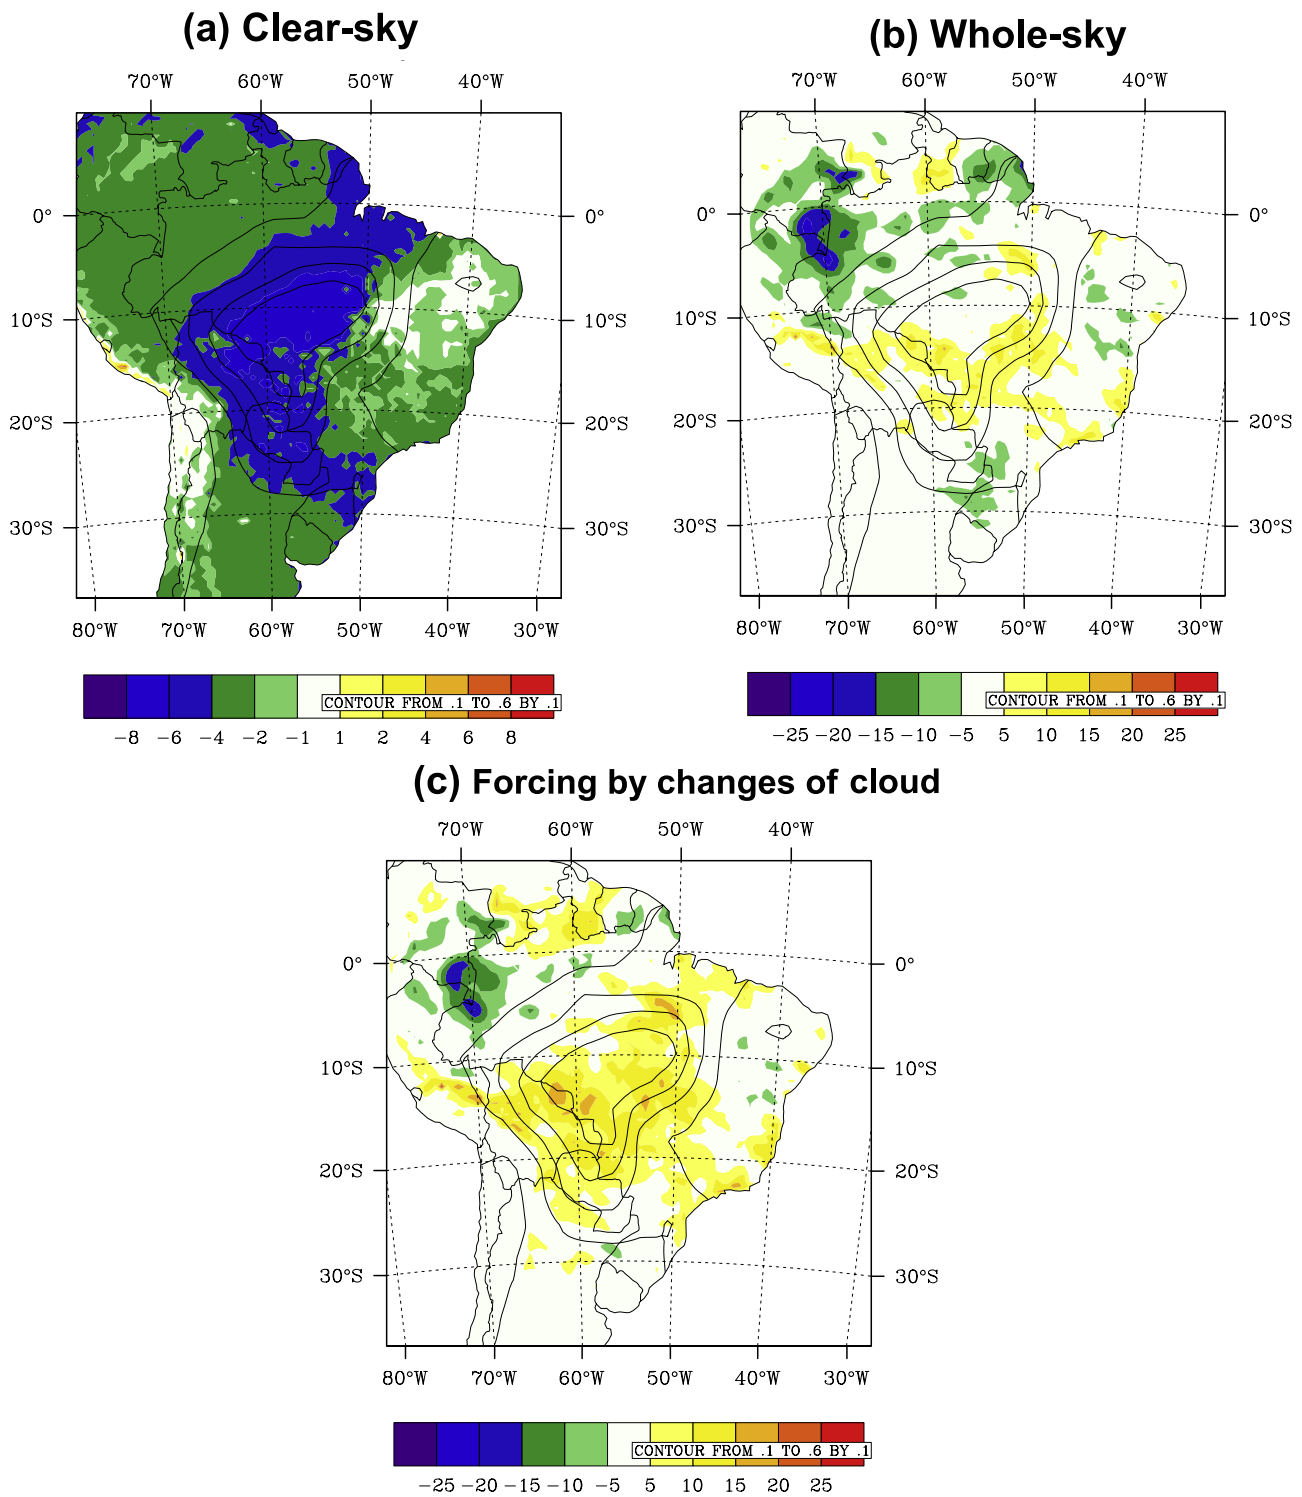 (a) Clear-sky
(b) Whole-sky
70°W 60°W 50°W 40°W
70°W 60°W 50°W 40°W
0° 0°
0° 0°
10°S 10°S
10°S 10°S
20°S 20°S
20°S 20°S
30°S 30°S
30°S 30°S
80°W 70°W 60°W 50°W 40°W 30°W
80°W 70°W 60°W 50°W 40°W 30°W
CONTOUR FROM .1 TO .6 BY .1
CONTOUR FROM .1 TO .6 BY .1
-8 -6 -4 -2 -1 1 2 4 6 8
-25 -20 -15 -10 -5 5 10 15 20 25
(c) Forcing by changes of cloud
70°W 60°W 50°W 40°W
0° 0°
10°S 10°S
20°S 20°S
30°S 30°S
80°W 70°W 60°W 50°W 40°W 30°W
CONTOUR FROM .1 TO .6 BY .1
-25 -20 -15 -10 -5 5 10 15 20 25